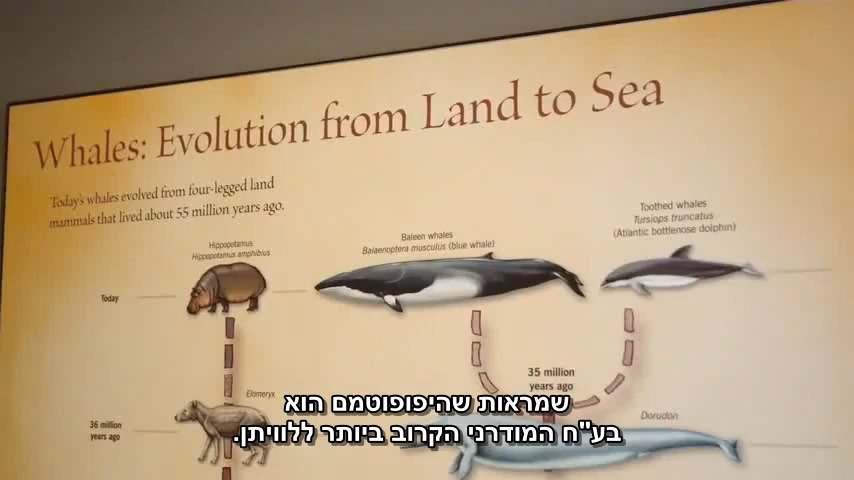 Whales: Evolution from Land to Sea
Today's whales evolved from four-legged land
mammals that lived about 55 million years ago.
Hippopotamus
Hippopotamus amphibius
Baleen whales
Balaenoptera musculus (blue whale)
Toothed whales
Tursiops truncatus
(Atlantic bottlenose dolphin)
Today
35 million
years ago
Elomeryx
36 million
years ago
Dorudon
שמראות שהיפופוטמם הוא
בע"ח המודרני הקרוב ביותר ללוויתן.